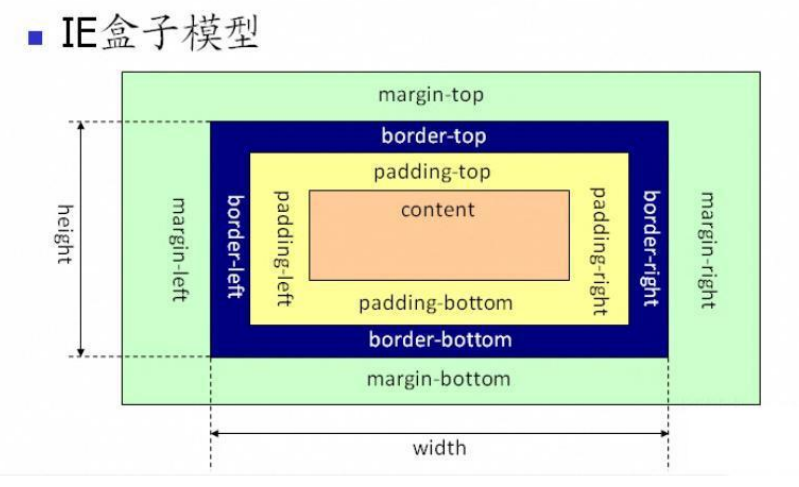 IE盒子模型
margin-top
border-top
padding-top
content
height
margin-left
border-left
padding-left
padding-right
border-right
margin-right
padding-bottom
border-bottom
margin-bottom
width